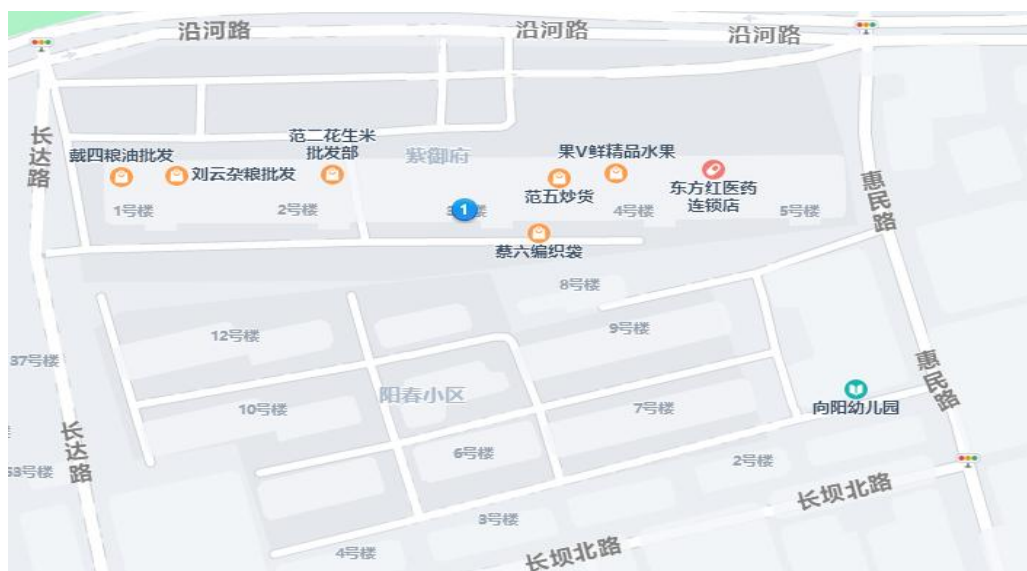 沿河路
沿河路
沿河路
长达路
戴四粮油批发
刘云杂粮批发
范二花生米
批发部
紫御府
果V鲜精品水果
范五炒货
东方红医药
连锁店
惠民路
1号楼
2号楼
1
4号楼
5号楼
蔡六编织袋
8号楼
12号楼
9号楼
37号楼
阳春小区
惠民路
向阳幼儿园
10号楼
7号楼
长达路
6号楼
2号楼
53号楼
长坝北路
3号楼
4号楼
长坝北路